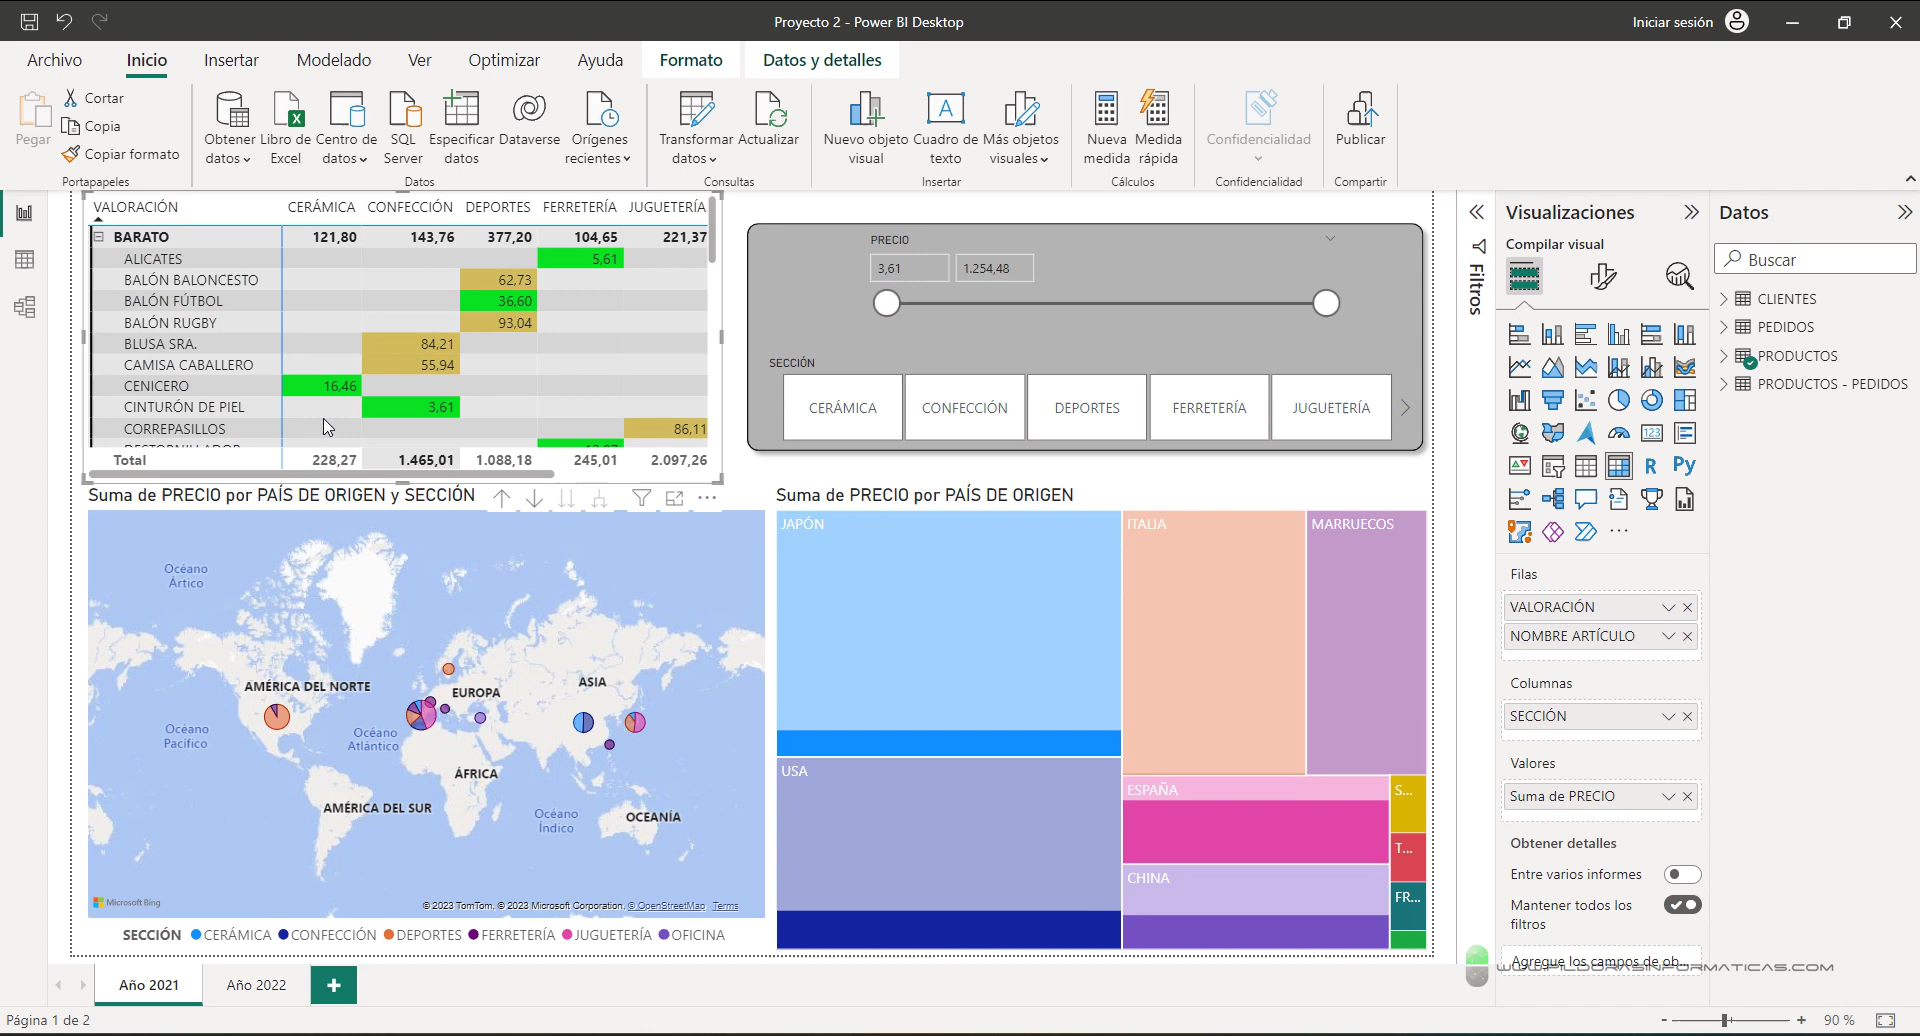 Proyecto 2 - Power BI Desktop
Iniciar sesión
Archivo Inicio Insertar Modelado Ver Optimizar Ayuda Formato Datos y detalles
Pegar
Cortar
Copia
Copiar formato
Portapapeles
Obtener datos
Libro de Excel
Centro de datos
SQL Server
Especificar datos
Dataverse
Orígenes recientes
Datos
Transformar datos
Actualizar
Consultas
Nuevo objeto visual
Cuadro de texto
Más objetos visuales
Insertar
Nueva medida
Medida rápida
Cálculos
Confidencialidad
Confidencialidad
Publicar
Compartir
VALORACIÓN CERÁMICA CONFECCIÓN DEPORTES FERRETERÍA JUGUETERÍA
BARATO 121,80 143,76 377,20 104,65 221,37
ALICATES 5,61
BALÓN BALONCESTO 62,73
BALÓN FÚTBOL 36,60
BALÓN RUGBY 93,04
BLUSA SRA. 84,21
CAMISA CABALLERO 55,94
CENICERO 16,46
CINTURÓN DE PIEL 3,61
CORREPASILLOS 86,11
Total 228,27 1.465,01 1.088,18 245,01 2.097,26
PRECIO
3,61 1.254,48
SECCIÓN
CERÁMICA CONFECCIÓN DEPORTES FERRETERÍA JUGUETERÍA
Suma de PRECIO por PAÍS DE ORIGEN y SECCIÓN
Océano Ártico
AMÉRICA DEL NORTE
EUROPA
ASIA
Océano Pacífico
Océano Atlántico
ÁFRICA
AMÉRICA DEL SUR
Océano Índico
OCEANÍA
Microsoft Bing
© 2023 TomTom, © 2023 Microsoft Corporation, © OpenStreetMap Terms
SECCIÓN CERÁMICA CONFECCIÓN DEPORTES FERRETERÍA JUGUETERÍA OFICINA
Suma de PRECIO por PAÍS DE ORIGEN
JAPÓN
ITALIA
MARRUECOS
USA
ESPAÑA
S...
T...
CHINA
FR...
Filtros
Visualizaciones
Compilar visual
R
Py
123
Filas
VALORACIÓN
NOMBRE ARTÍCULO
Columnas
SECCIÓN
Valores
Suma de PRECIO
Obtener detalles
Entre varios informes
Mantener todos los
filtros
Agregue los campos de ob...
Datos
Buscar
CLIENTES
PEDIDOS
PRODUCTOS
PRODUCTOS - PEDIDOS
WWW.PILDORASINFORMATICAS.COM
Año 2021 Año 2022
Página 1 de 2
90 %